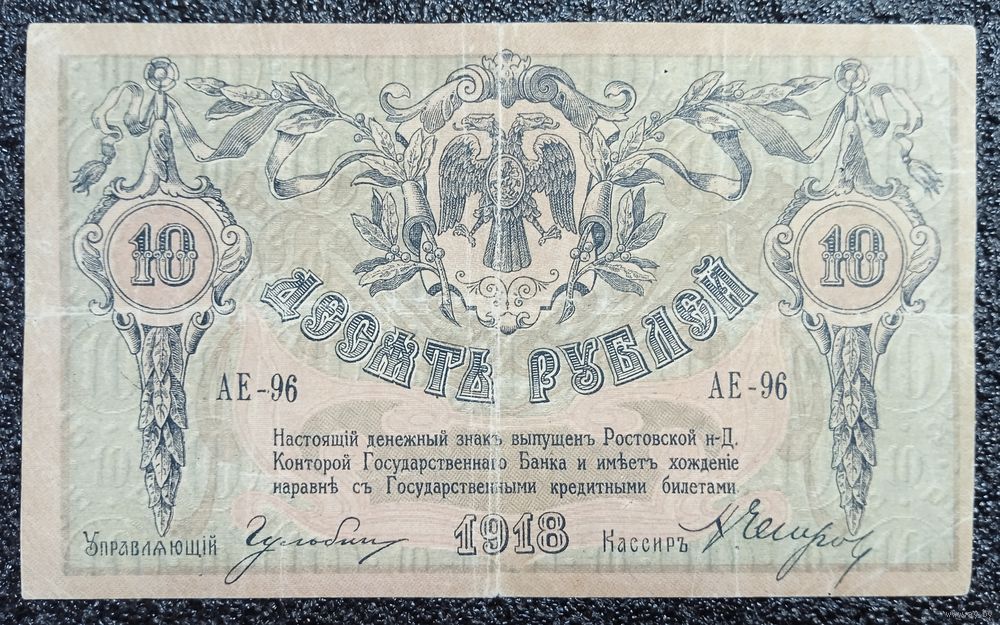 10
10
ДЕСЯТЬ РУБЛЕЙ
АЕ-96
АЕ-96
Настоящій денежный знакъ выпущенъ Ростовской н-Д.
Конторой Государственнаго Банка и имѣетъ хожденіе
наравнѣ съ Государственными кредитными билетами.
Управляющій
Гульбин
1918
Кассиръ